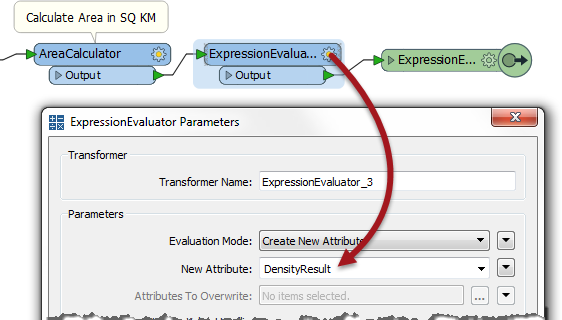 Calculate Area in SQ KM
AreaCalculator
ExpressionEvalua...
ExpressionE...
Output
Output
ExpressionEvaluator Parameters
Transformer
Transformer Name: ExpressionEvaluator_3
Parameters
Evaluation Mode: Create New Attribute
New Attribute: DensityResult
Attributes To Overwrite: No items selected. ...